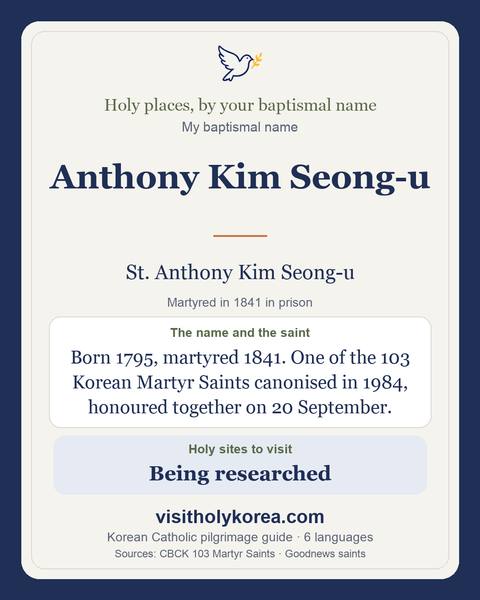 Holy places, by your baptismal name
My baptismal name
Anthony Kim Seong-u
St. Anthony Kim Seong-u
Martyred in 1841 in prison
The name and the saint
Born 1795, martyred 1841. One of the 103
Korean Martyr Saints canonised in 1984,
honoured together on 20 September.
Holy sites to visit
Being researched
visitholykorea.com
Korean Catholic pilgrimage guide · 6 languages
Sources: CBCK 103 Martyr Saints · Goodnews saints